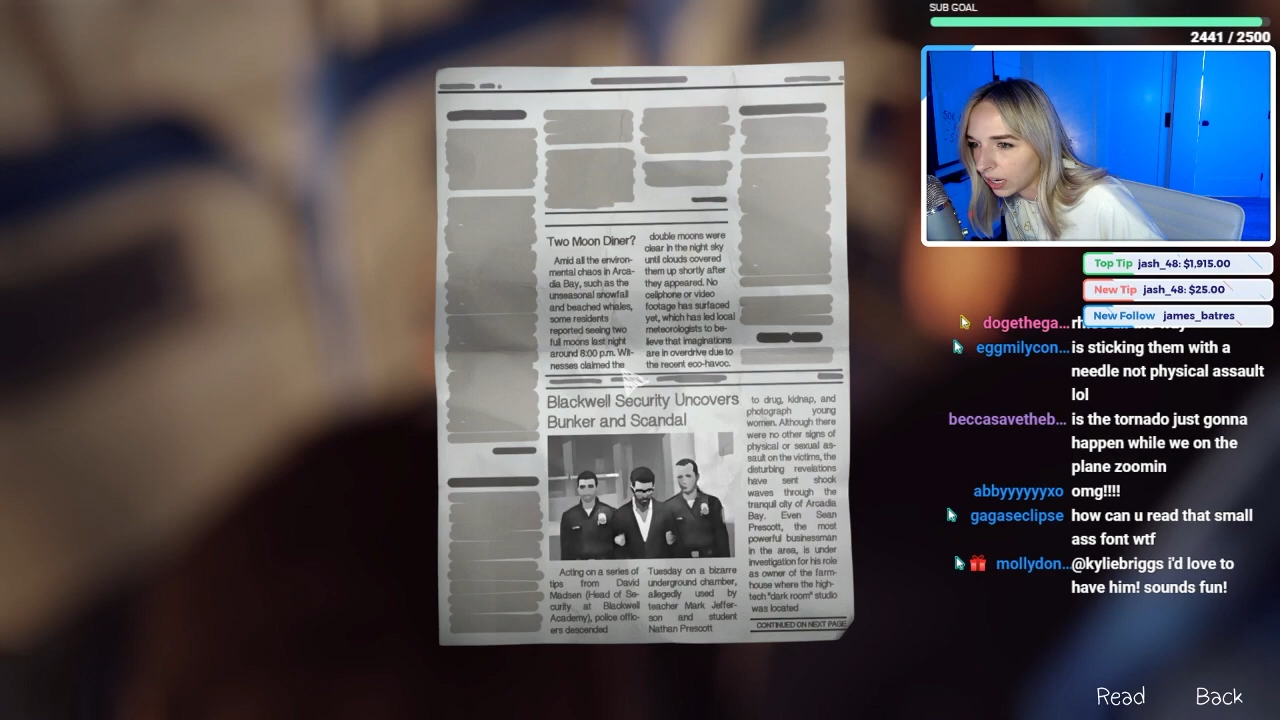 SUB GOAL
2441 / 2500
Two Moon Diner?
Amid all the environ-
mental chaos in Arca-
dia Bay, such as the
unseasonal snowfall
and beached whales,
some residents
reported seeing two
full moons last night
around 8:00 p.m. Wit-
nesses claimed the
double moons were
clear in the night sky
until clouds covered
them up shortly after
they appeared. No
cellphone or video
footage has surfaced
yet, which has led local
meteorologists to be-
lieve that imaginations
are in overdrive due to
the recent eco-havoc.
Blackwell Security Uncovers
Bunker and Scandal
Acting on a series of
tips from David
Madsen (Head of Se-
curity at Blackwell
Academy), police offic-
ers descended
Tuesday on a bizarre
underground chamber,
allegedly used by
teacher Mark Jeffer-
son and student
Nathan Prescott
to drug, kidnap, and
photograph young
women. Although there
were no other signs of
physical or sexual as-
sault on the victims, the
disturbing revelations
have sent shock
waves through the
tranquil city of Arcadia
Bay. Even Sean
Prescott, the most
powerful businessman
in the area, is under
investigation for his role
as owner of the farm-
house where the high-
tech "dark room" studio
was located
CONTINUED ON NEXT PAGE
Top Tip jash_48: $1,915.00
New Tip jash_48: $25.00
New Follow james_batres
dogethega...
eggmilycon... is sticking them with a
needle not physical assault
lol
beccasavetheb... is the tornado just gonna
happen while we on the
plane zoomin
abbyyyyyxo omg!!!!
gagaseclipse how can u read that small
ass font wtf
mollydon... @kyliebriggs i'd love to
have him! sounds fun!
Read Back